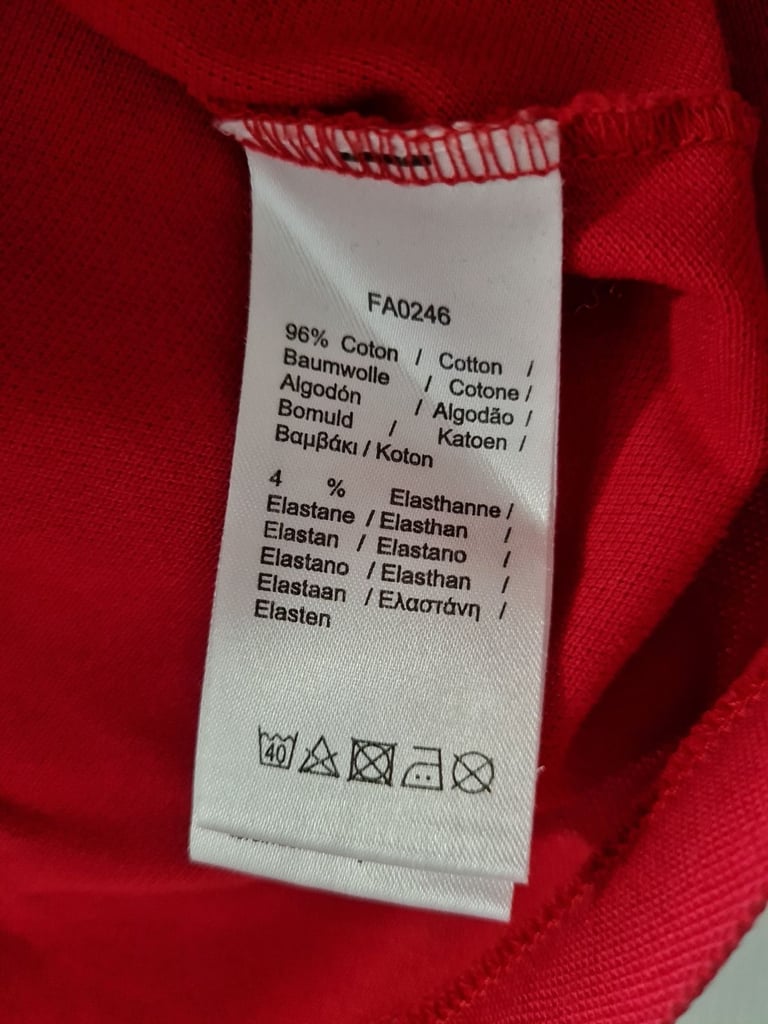 FA0246
96% Coton / Cotton /
Baumwolle / Cotone /
Algodón / Algodão /
Bomuld / Katoen /
Βαμβάκι / Koton
4 % Elasthanne /
Elastane / Elasthan /
Elastan / Elastano /
Elastano / Elasthan /
Elastaan / Ελαστάνη /
Elasten
40